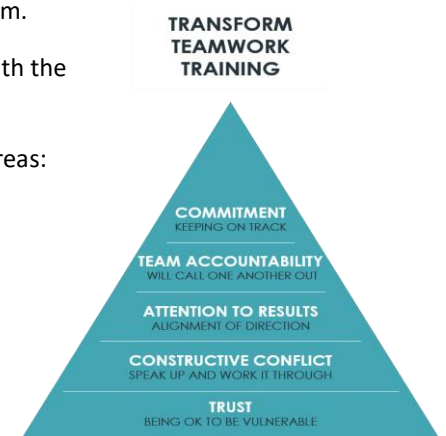 m.
TRANSFORM
TEAMWORK
TRAINING
th the
reas:
COMMITMENT
KEEPING ON TRACK
TEAM ACCOUNTABILITY
WILL CALL ONE ANOTHER OUT
ATTENTION TO RESULTS
ALIGNMENT OF DIRECTION
CONSTRUCTIVE CONFLICT
SPEAK UP AND WORK IT THROUGH
TRUST
BEING OK TO BE VULNERABLE